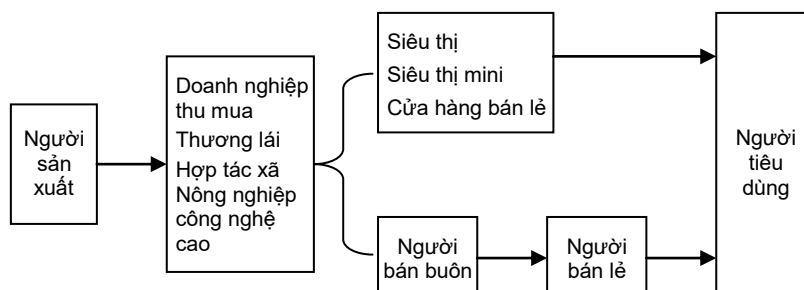 Người
sản
xuất
Doanh nghiệp
thu mua
Thương lái
Hợp tác xã
Nông nghiệp
công nghệ
cao
Siêu thị
Siêu thị mini
Cửa hàng bán lẻ
Người
bán buôn
Người
bán lẻ
Người
tiêu
dùng